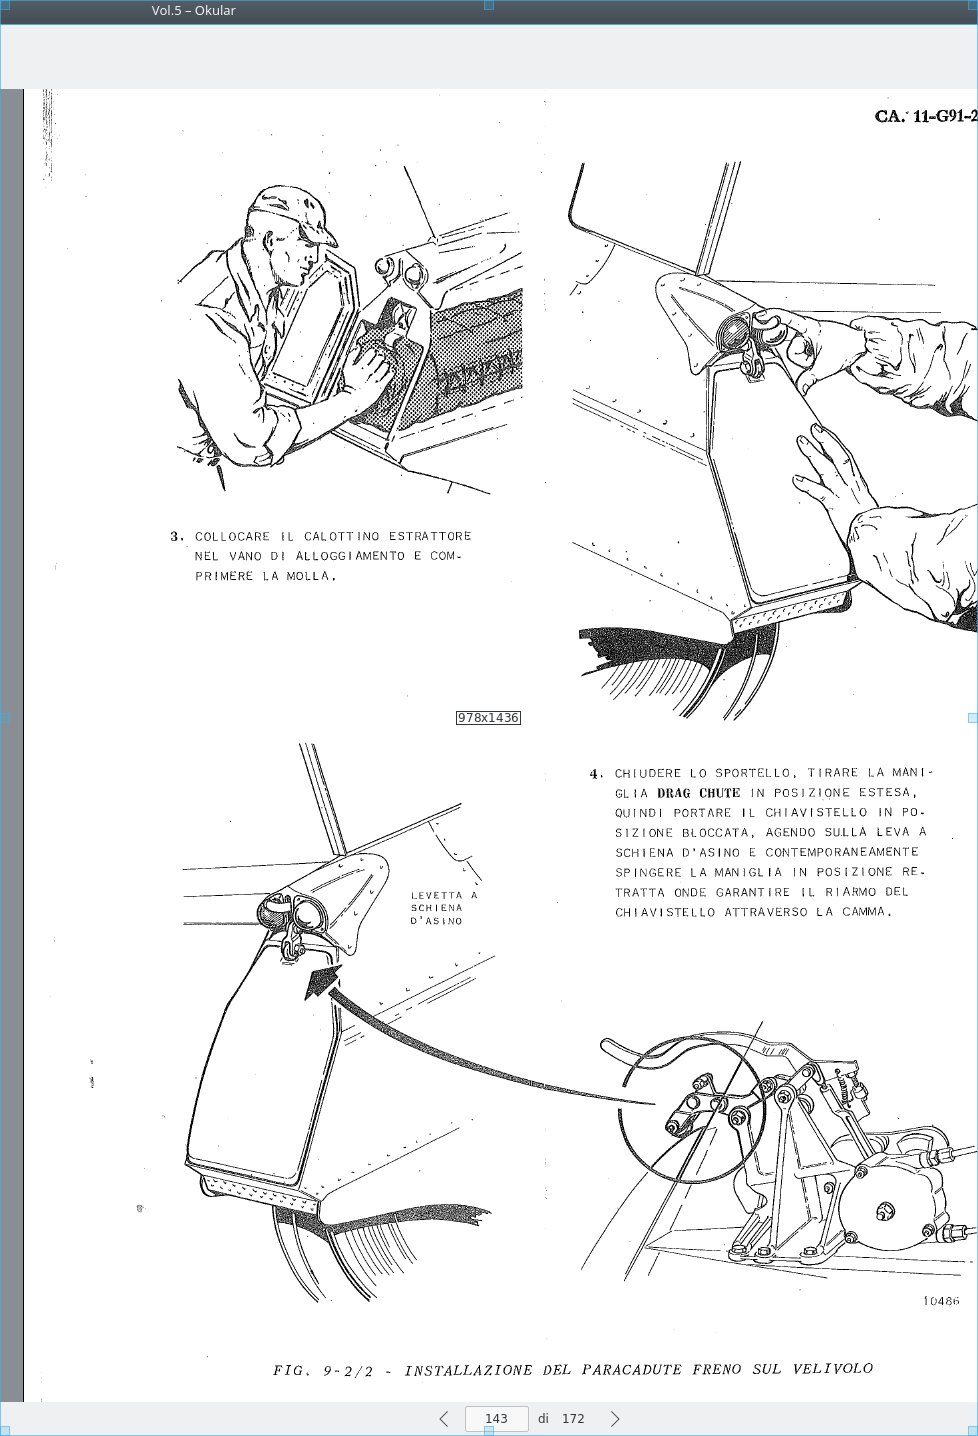 Vol.5 – Okular
CA. 11-G91-2
3. COLLOCARE IL CALOTTINO ESTRATTORE
NEL VANO DI ALLOGGIAMENTO E COM-
PRIMERE LA MOLLA.
978x1436
4. CHIUDERE LO SPORTELLO, TIRARE LA MANI-
GLIA DRAG CHUTE IN POSIZIONE ESTESA,
QUINDI PORTARE IL CHIAVISTELLO IN PO-
SIZIONE BLOCCATA, AGENDO SULLA LEVA A
SCHIENA D'ASINO E CONTEMPORANEAMENTE
SPINGERE LA MANIGLIA IN POSIZIONE RE-
TRATTA ONDE GARANTIRE IL RIARMO DEL
CHIAVISTELLO ATTRAVERSO LA CAMMA.
LEVETTA A
SCHIENA
D'ASINO
10486
FIG. 9-2/2 - INSTALLAZIONE DEL PARACADUTE FRENO SUL VELIVOLO
143 di 172